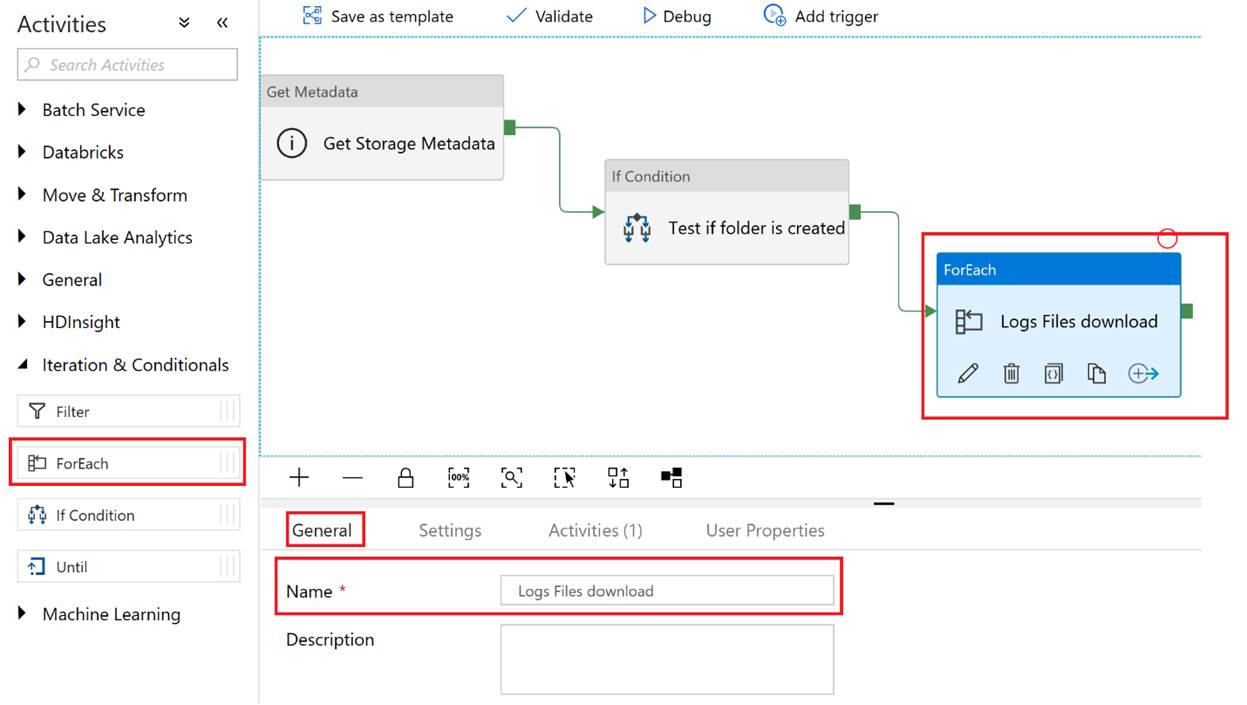 Activities
Search Activities
Batch Service
Databricks
Move & Transform
Data Lake Analytics
General
HDInsight
Iteration & Conditionals
Filter
ForEach
If Condition
Until
Machine Learning
Save as template Validate Debug Add trigger
Get Metadata
Get Storage Metadata
If Condition
Test if folder is created
ForEach
Logs Files download
100%
General Settings Activities (1) User Properties
Name * Logs Files download
Description